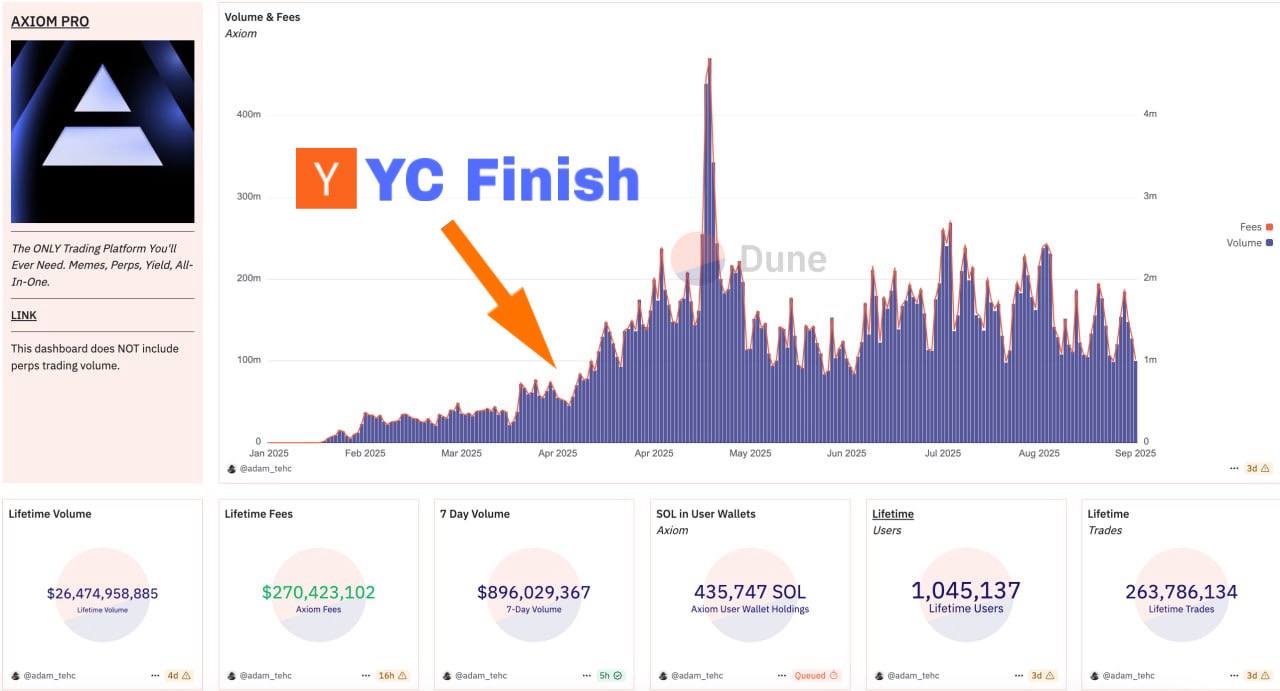 AXIOM PRO
The ONLY Trading Platform You'll
Ever Need. Memes, Perps, Yield, All-
In-One.
LINK
This dashboard does NOT include
perps trading volume.
Volume & Fees
Axiom
400m
300m
200m
100m
0
4m
3m
2m
1m
0
Y
YC Finish
Dune
Fees
Volume
Jan 2025
Feb 2025
Mar 2025
Apr 2025
Apr 2025
May 2025
Jun 2025
Jul 2025
Aug 2025
Sep 2025
@adam_tehc
3d
Lifetime Volume
$26,474,958,885
Lifetime Volume
@adam_tehc
4d
Lifetime Fees
$270,423,102
Axiom Fees
@adam_tehc
16h
7 Day Volume
$896,029,367
7-Day Volume
@adam_tehc
5h
SOL in User Wallets
Axiom
435,747 SOL
Axiom User Wallet Holdings
@adam_tehc
Queued
Lifetime
Users
1,045,137
Lifetime Users
@adam_tehc
3d
Lifetime
Trades
263,786,134
Lifetime Trades
@adam_tehc
3d